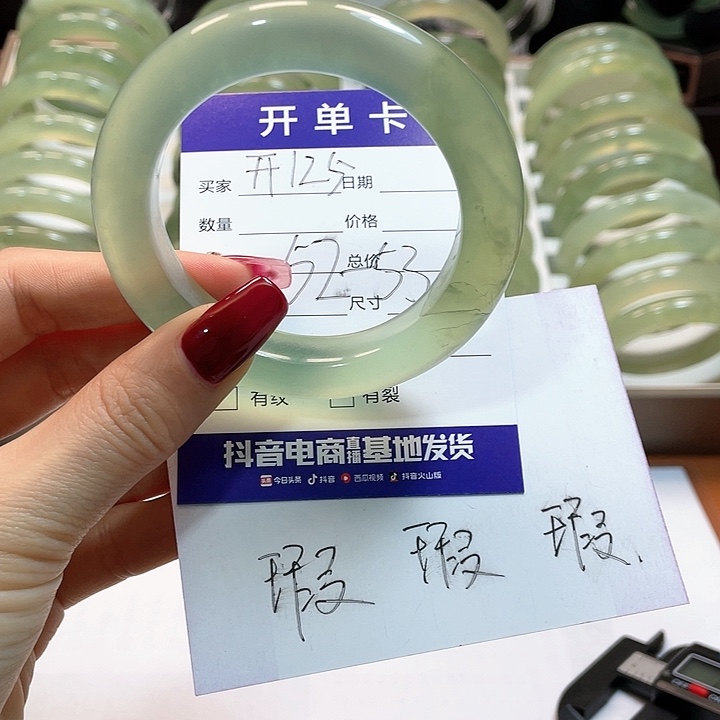 开单卡
买家 开125 日期
数量 价格
52-53 总价
尺寸
有纹 有裂
抖音电商直播基地发货
今日头条 抖音 西瓜视频 抖音火山版
瑕 瑕 瑕